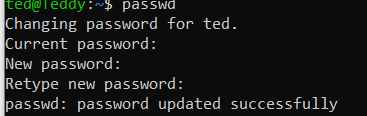 ted@Teddy:~$ passwd
Changing password for ted.
Current password:
New password:
Retype new password:
passwd: password updated successfully